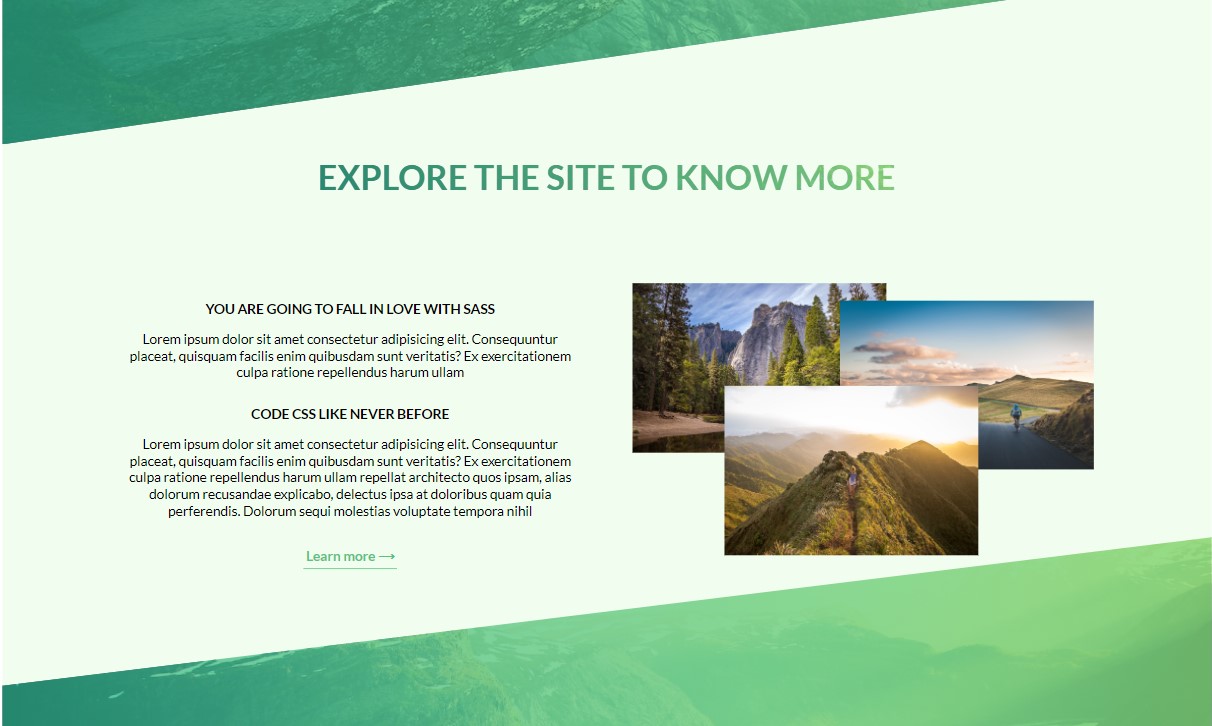 EXPLORE THE SITE TO KNOW MORE
YOU ARE GOING TO FALL IN LOVE WITH SASS
Lorem ipsum dolor sit amet consectetur adipisicing elit. Consequuntur
placeat, quisquam facilis enim quibusdam sunt veritatis? Ex exercitationem
culpa ratione repellendus harum ullam
CODE CSS LIKE NEVER BEFORE
Lorem ipsum dolor sit amet consectetur adipisicing elit. Consequuntur
placeat, quisquam facilis enim quibusdam sunt veritatis? Ex exercitationem
culpa ratione repellendus harum ullam repellat architecto quos ipsam, alias
dolorum recusandae explicabo, delectus ipsa at doloribus quam quia
perferendis. Dolorum sequi molestias voluptate tempora nihil
Learn more ⟶